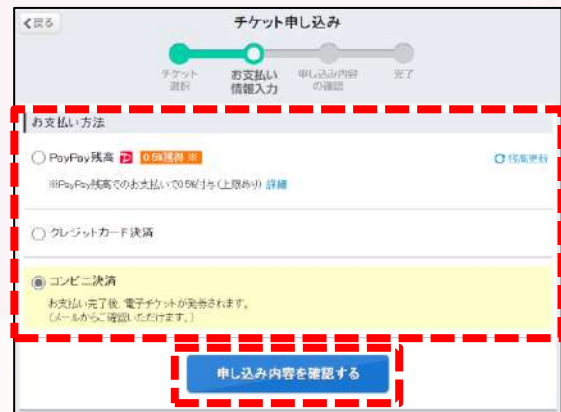 戻る
チケット申し込み
チケット
選択
お支払い
情報入力
申し込み内容
の確認
完了
お支払い方法
PayPay残高 0.5%獲得 ※
残高更新
※PayPay残高でのお支払いで0.5%付与(上限あり) 詳細
クレジットカード決済
コンビニ決済
お支払い完了後、電子チケットが発券されます。
(メールからご確認いただけます。)
申し込み内容を確認する